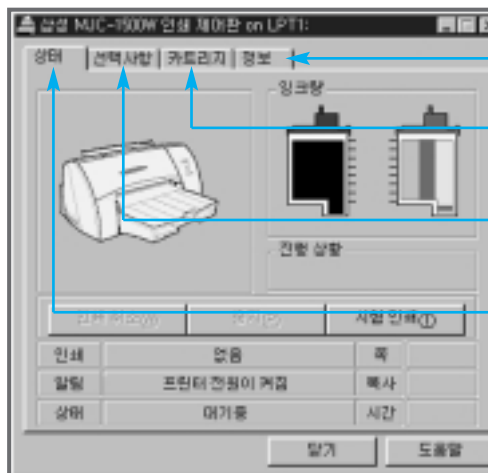 삼성 MJC-1500W 인쇄 제어판 on LPT1:
상태 선택사항 카트리지 정보
잉크량
진행 상황
시험 인쇄(T)
인쇄 없음 쪽
알림 프린터 전원이 켜짐 복사
상태 대기중 시간
닫기 도움말